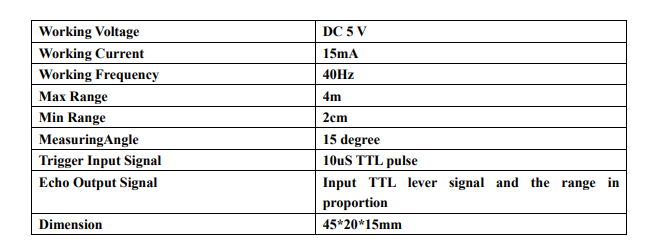 Working Voltage DC 5 V
Working Current 15mA
Working Frequency 40Hz
Max Range 4m
Min Range 2cm
MeasuringAngle 15 degree
Trigger Input Signal 10uS TTL pulse
Echo Output Signal Input TTL lever signal and the range in
proportion
Dimension 45*20*15mm